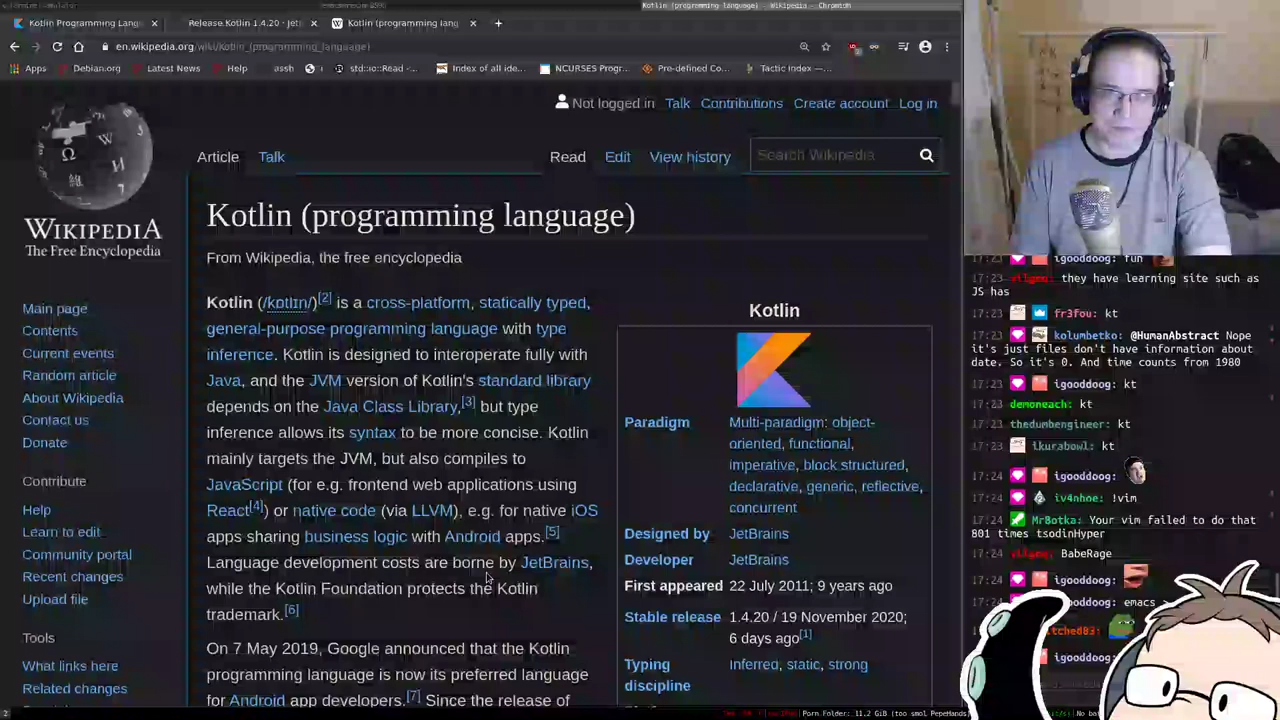 Kotlin Programming Langu
Release Kotlin 1.4.20 · Jet
Kotlin (programming lang
Kotlin (programming language) - Wikipedia - Chromium
en.wikipedia.org/wiki/Kotlin_(programming_language)
Apps
Debian.org
Latest News
Help
assh
std::io::Read -...
Index of all ide...
NCURSES Progr...
Pre-defined Co...
Tactic Index —...
Not logged in
Talk
Contributions
Create account
Log in
Article
Talk
Read
Edit
View history
Search Wikipedia
WIKIPEDIA
The Free Encyclopedia
Main page
Contents
Current events
Random article
About Wikipedia
Contact us
Donate
Contribute
Help
Learn to edit
Community portal
Recent changes
Upload file
Tools
What links here
Related changes
Kotlin (programming language)
From Wikipedia, the free encyclopedia
Kotlin (/ˈkɒtlɪn/)[2] is a cross-platform, statically typed,
general-purpose programming language with type
inference. Kotlin is designed to interoperate fully with
Java, and the JVM version of Kotlin's standard library
depends on the Java Class Library,[3] but type
inference allows its syntax to be more concise. Kotlin
mainly targets the JVM, but also compiles to
JavaScript (for e.g. frontend web applications using
React[4]) or native code (via LLVM), e.g. for native iOS
apps sharing business logic with Android apps.[5]
Language development costs are borne by JetBrains,
while the Kotlin Foundation protects the Kotlin
trademark.[6]
On 7 May 2019, Google announced that the Kotlin
programming language is now its preferred language
for Android app developers.[7] Since the release of
Kotlin
Paradigm
Multi-paradigm: object-
oriented, functional,
imperative, block structured,
declarative, generic, reflective,
concurrent
Designed by JetBrains
Developer JetBrains
First appeared 22 July 2011; 9 years ago
Stable release 1.4.20 / 19 November 2020;
6 days ago[1]
Typing
discipline
Inferred, static, strong
17:23 igooddoog: fun
17:23 they have learning site such as
JS has
17:23 fr3fou: kt
17:23 kolumbetko: @HumanAbstract Nope
it's just files don't have information about
date. So it's 0. And time counts from 1980
17:23 igooddoog: kt
17:23 demoneach: kt
17:23 thedumbengineer: kt
17:23 ikurabowl: kt
17:24 igooddoog:
17:24 iv4nhoe: !vim
17:24 MrBotka: Your vim failed to do that
801 times tsodinHyper
17:24 BabeRage
17:24 igooddoog:
17:24 igooddoog: emacs >
itched03:
igooddoog:
Porn Folder: 11.2 GiB (too smol PepeHands)
No bat